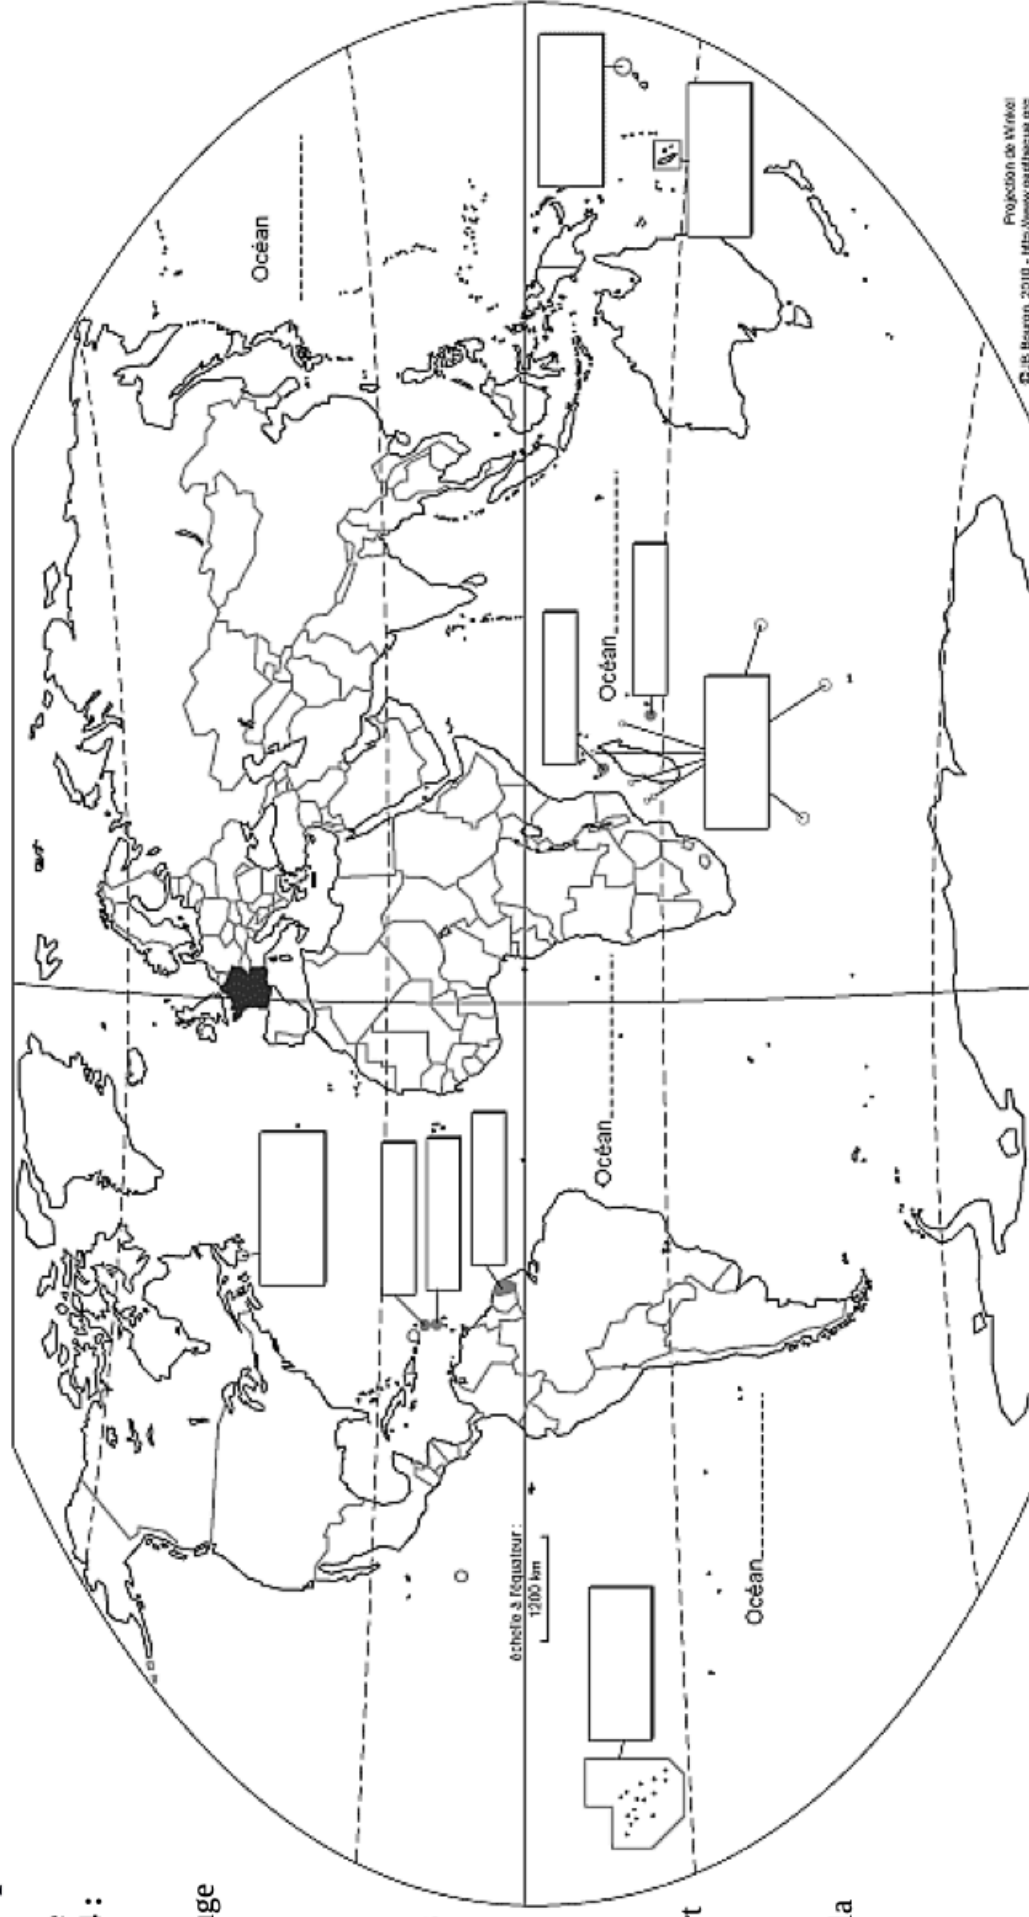 Océan
Océan
Océan
Océan
échelle à l'équateur :
1200 km
Projection de Winkel